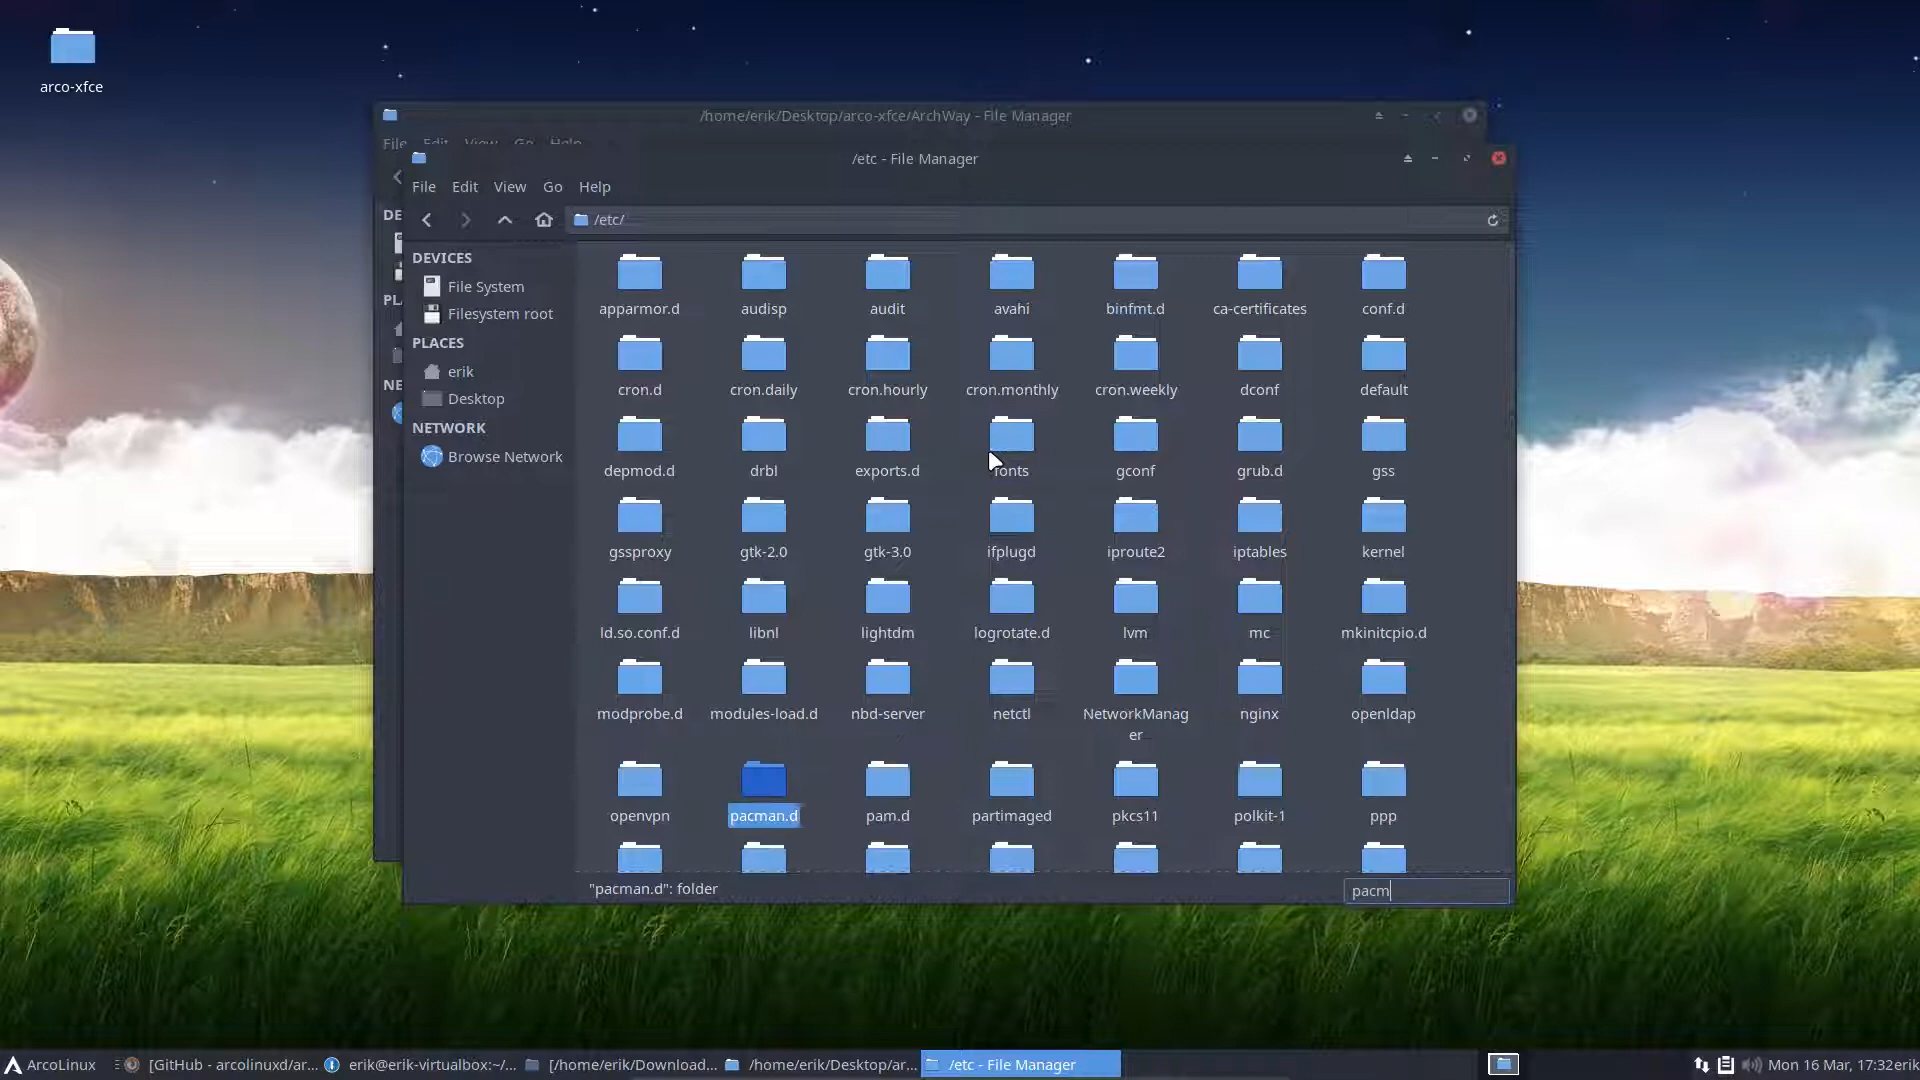 arco-xfce
/home/erik/Desktop/arco-xfce/ArchWay - File Manager
File Edit View Go Help
/etc - File Manager
File Edit View Go Help
/etc/
DE
PL
NE
DEVICES
File System
Filesystem root
PLACES
erik
Desktop
NETWORK
Browse Network
apparmor.d audisp audit avahi binfmt.d ca-certificates conf.d
cron.d cron.daily cron.hourly cron.monthly cron.weekly dconf default
depmod.d drbl exports.d fonts gconf grub.d gss
gssproxy gtk-2.0 gtk-3.0 ifplugd iproute2 iptables kernel
ld.so.conf.d libnl lightdm logrotate.d lvm mc mkinitcpio.d
modprobe.d modules-load.d nbd-server netctl NetworkManag nginx openldap
er
openvpn pacman.d pam.d partimaged pkcs11 polkit-1 ppp
"pacman.d": folder
pacm
ArcoLinux [GitHub - arcolinuxd/ar... erik@erik-virtualbox:~/... [/home/erik/Download... /home/erik/Desktop/ar... /etc - File Manager Mon 16 Mar, 17:32 erik